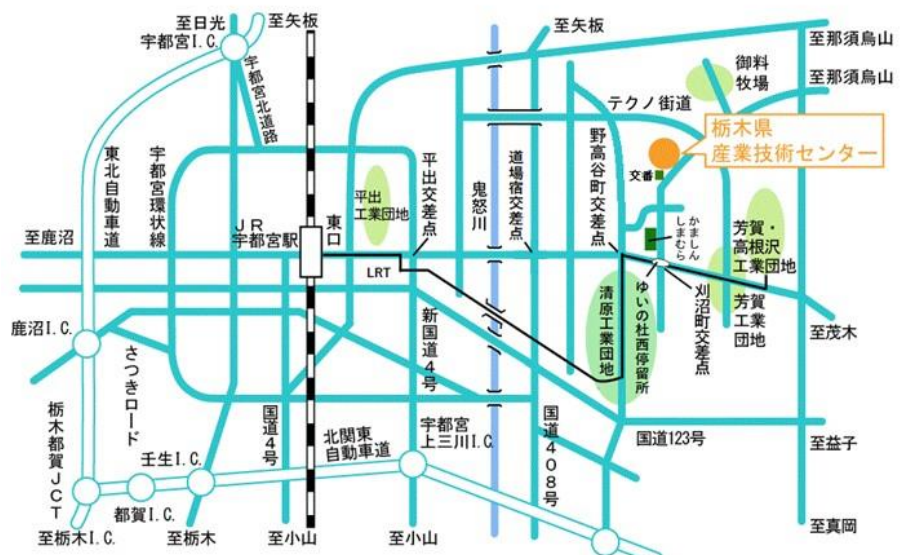 至日光
宇都宮I.C.
至矢板
宇都宮北道路
東北自動車道
宇都宮環状線
至鹿沼
JR
宇都宮駅
東口
平出
工業団地
平出交差点
鬼怒川
道場宿交差点
至矢板
野高谷町交差点
テクノ街道
御料
牧場
至那須烏山
至那須烏山
栃木県
産業技術センター
交番
かましん
しまむら
芳賀・
高根沢
工業団地
LRT
清原工業団地
ゆいの杜西停留所
刈沼町交差点
芳賀
工業
団地
至茂木
鹿沼I.C.
さつきロード
新国道4号
国道4号
北関東
自動車道
宇都宮
上三川I.C.
国道408号
国道123号
至益子
至真岡
栃木都賀JCT
壬生I.C.
都賀I.C.
至栃木I.C.
至栃木
至小山
至小山